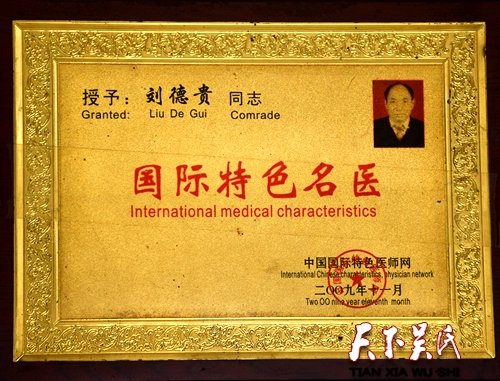 授予：刘德贵 同志
Granted: Liu De Gui Comrade
国际特色名医
International medical characteristics
中国国际特色医师网
International Chinese characteristics, physician network
二〇〇九年十一月
Two OO nine year eleventh month
天下吴氏
TIAN XIA WU SHI